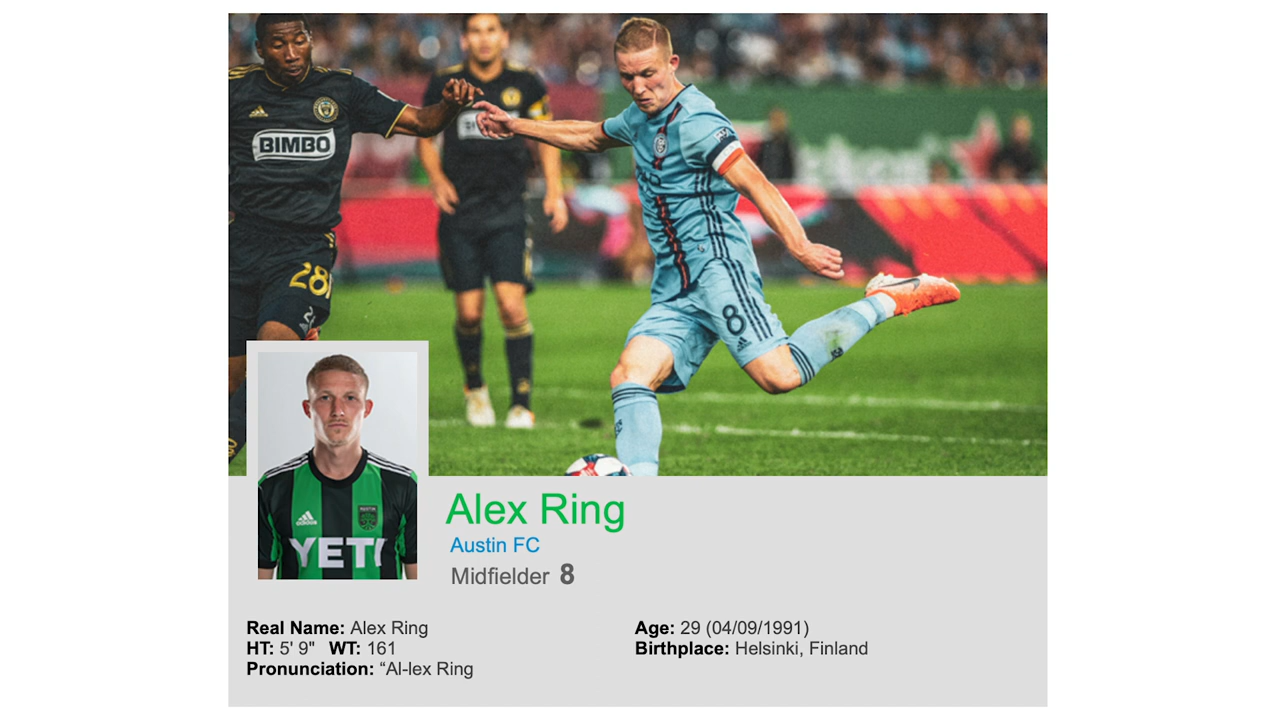 BIMBO
28
8
adidas
YETI
Alex Ring
Austin FC
Midfielder 8
Real Name: Alex Ring
HT: 5' 9" WT: 161
Pronunciation: “Al-lex Ring
Age: 29 (04/09/1991)
Birthplace: Helsinki, Finland